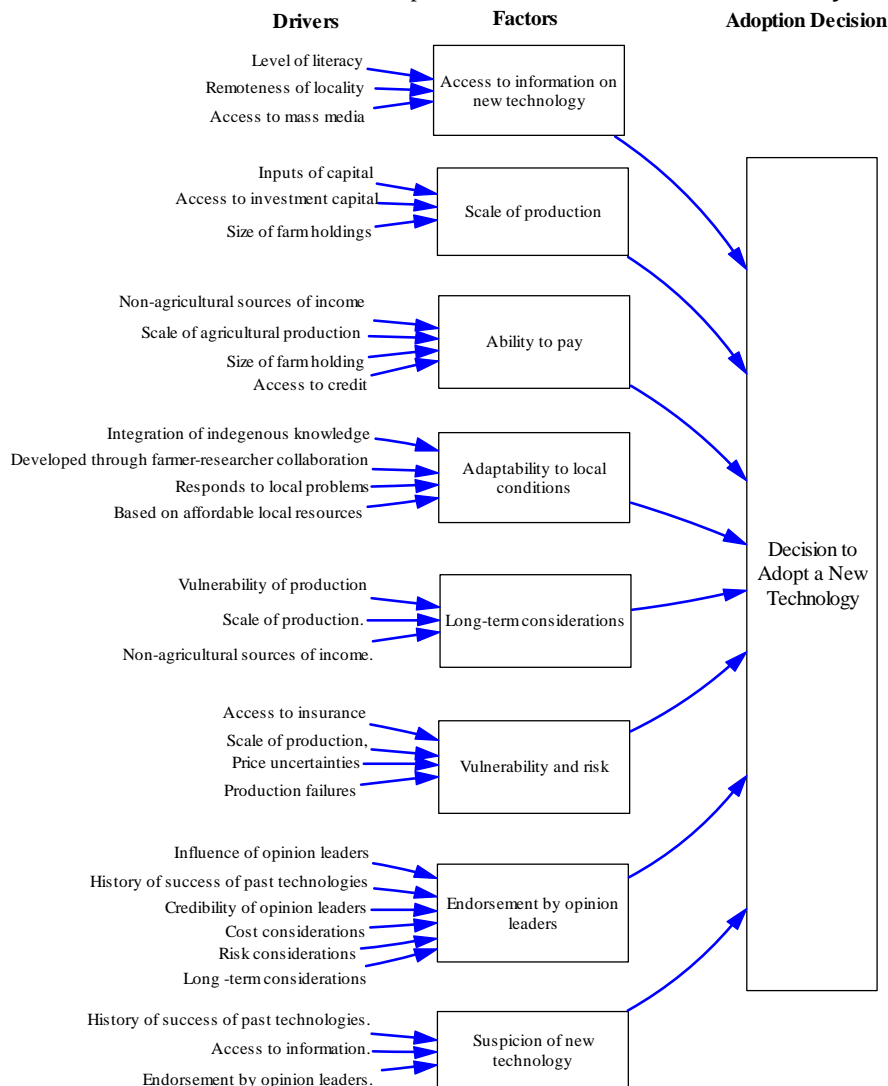 Drivers
Factors
Adoption Decision
Level of literacy
Remoteness of locality
Access to mass media
Access to information on
new technology
Inputs of capital
Access to investment capital
Size of farm holdings
Scale of production
Non-agricultural sources of income
Scale of agricultural production
Size of farm holding
Access to credit
Ability to pay
Integration of indegenous knowledge
Developed through farmer-researcher collaboration
Responds to local problems
Based on affordable local resources
Adaptability to local
conditions
Vulnerability of production
Scale of production.
Non-agricultural sources of income.
Long-term considerations
Access to insurance
Scale of production,
Price uncertainties
Production failures
Vulnerability and risk
Influence of opinion leaders
History of success of past technologies
Credibility of opinion leaders
Cost considerations
Risk considerations
Long -term considerations
Endorsement by opinion
leaders
History of success of past technologies.
Access to information.
Endorsement by opinion leaders.
Suspicion of new
technology
Decision to
Adopt a New
Technology